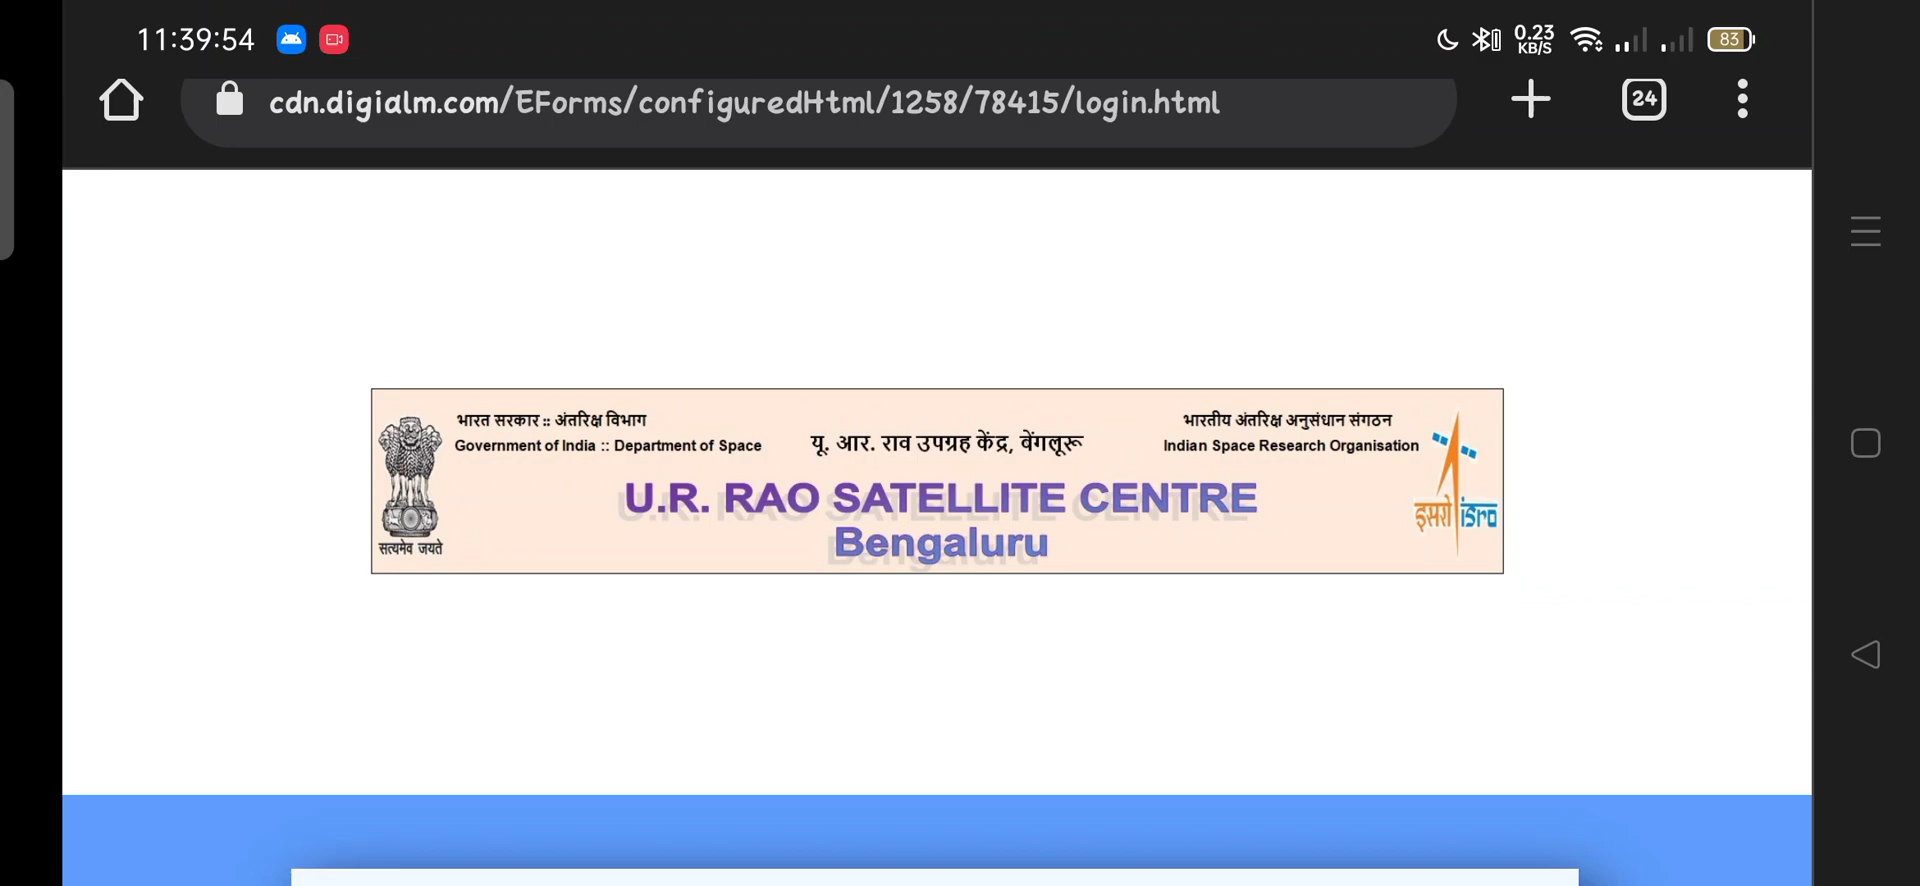 11:39:54
0.23
KB/S
83
cdn.digialm.com/EForms/configuredHtml/1258/78415/login.html
24
भारत सरकार :: अंतरिक्ष विभाग
Government of India :: Department of Space
यू. आर. राव उपग्रह केंद्र, बेंगलूरू
भारतीय अंतरिक्ष अनुसंधान संगठन
Indian Space Research Organisation
U.R. RAO SATELLITE CENTRE
Bengaluru
सत्यमेव जयते
इसरो isro